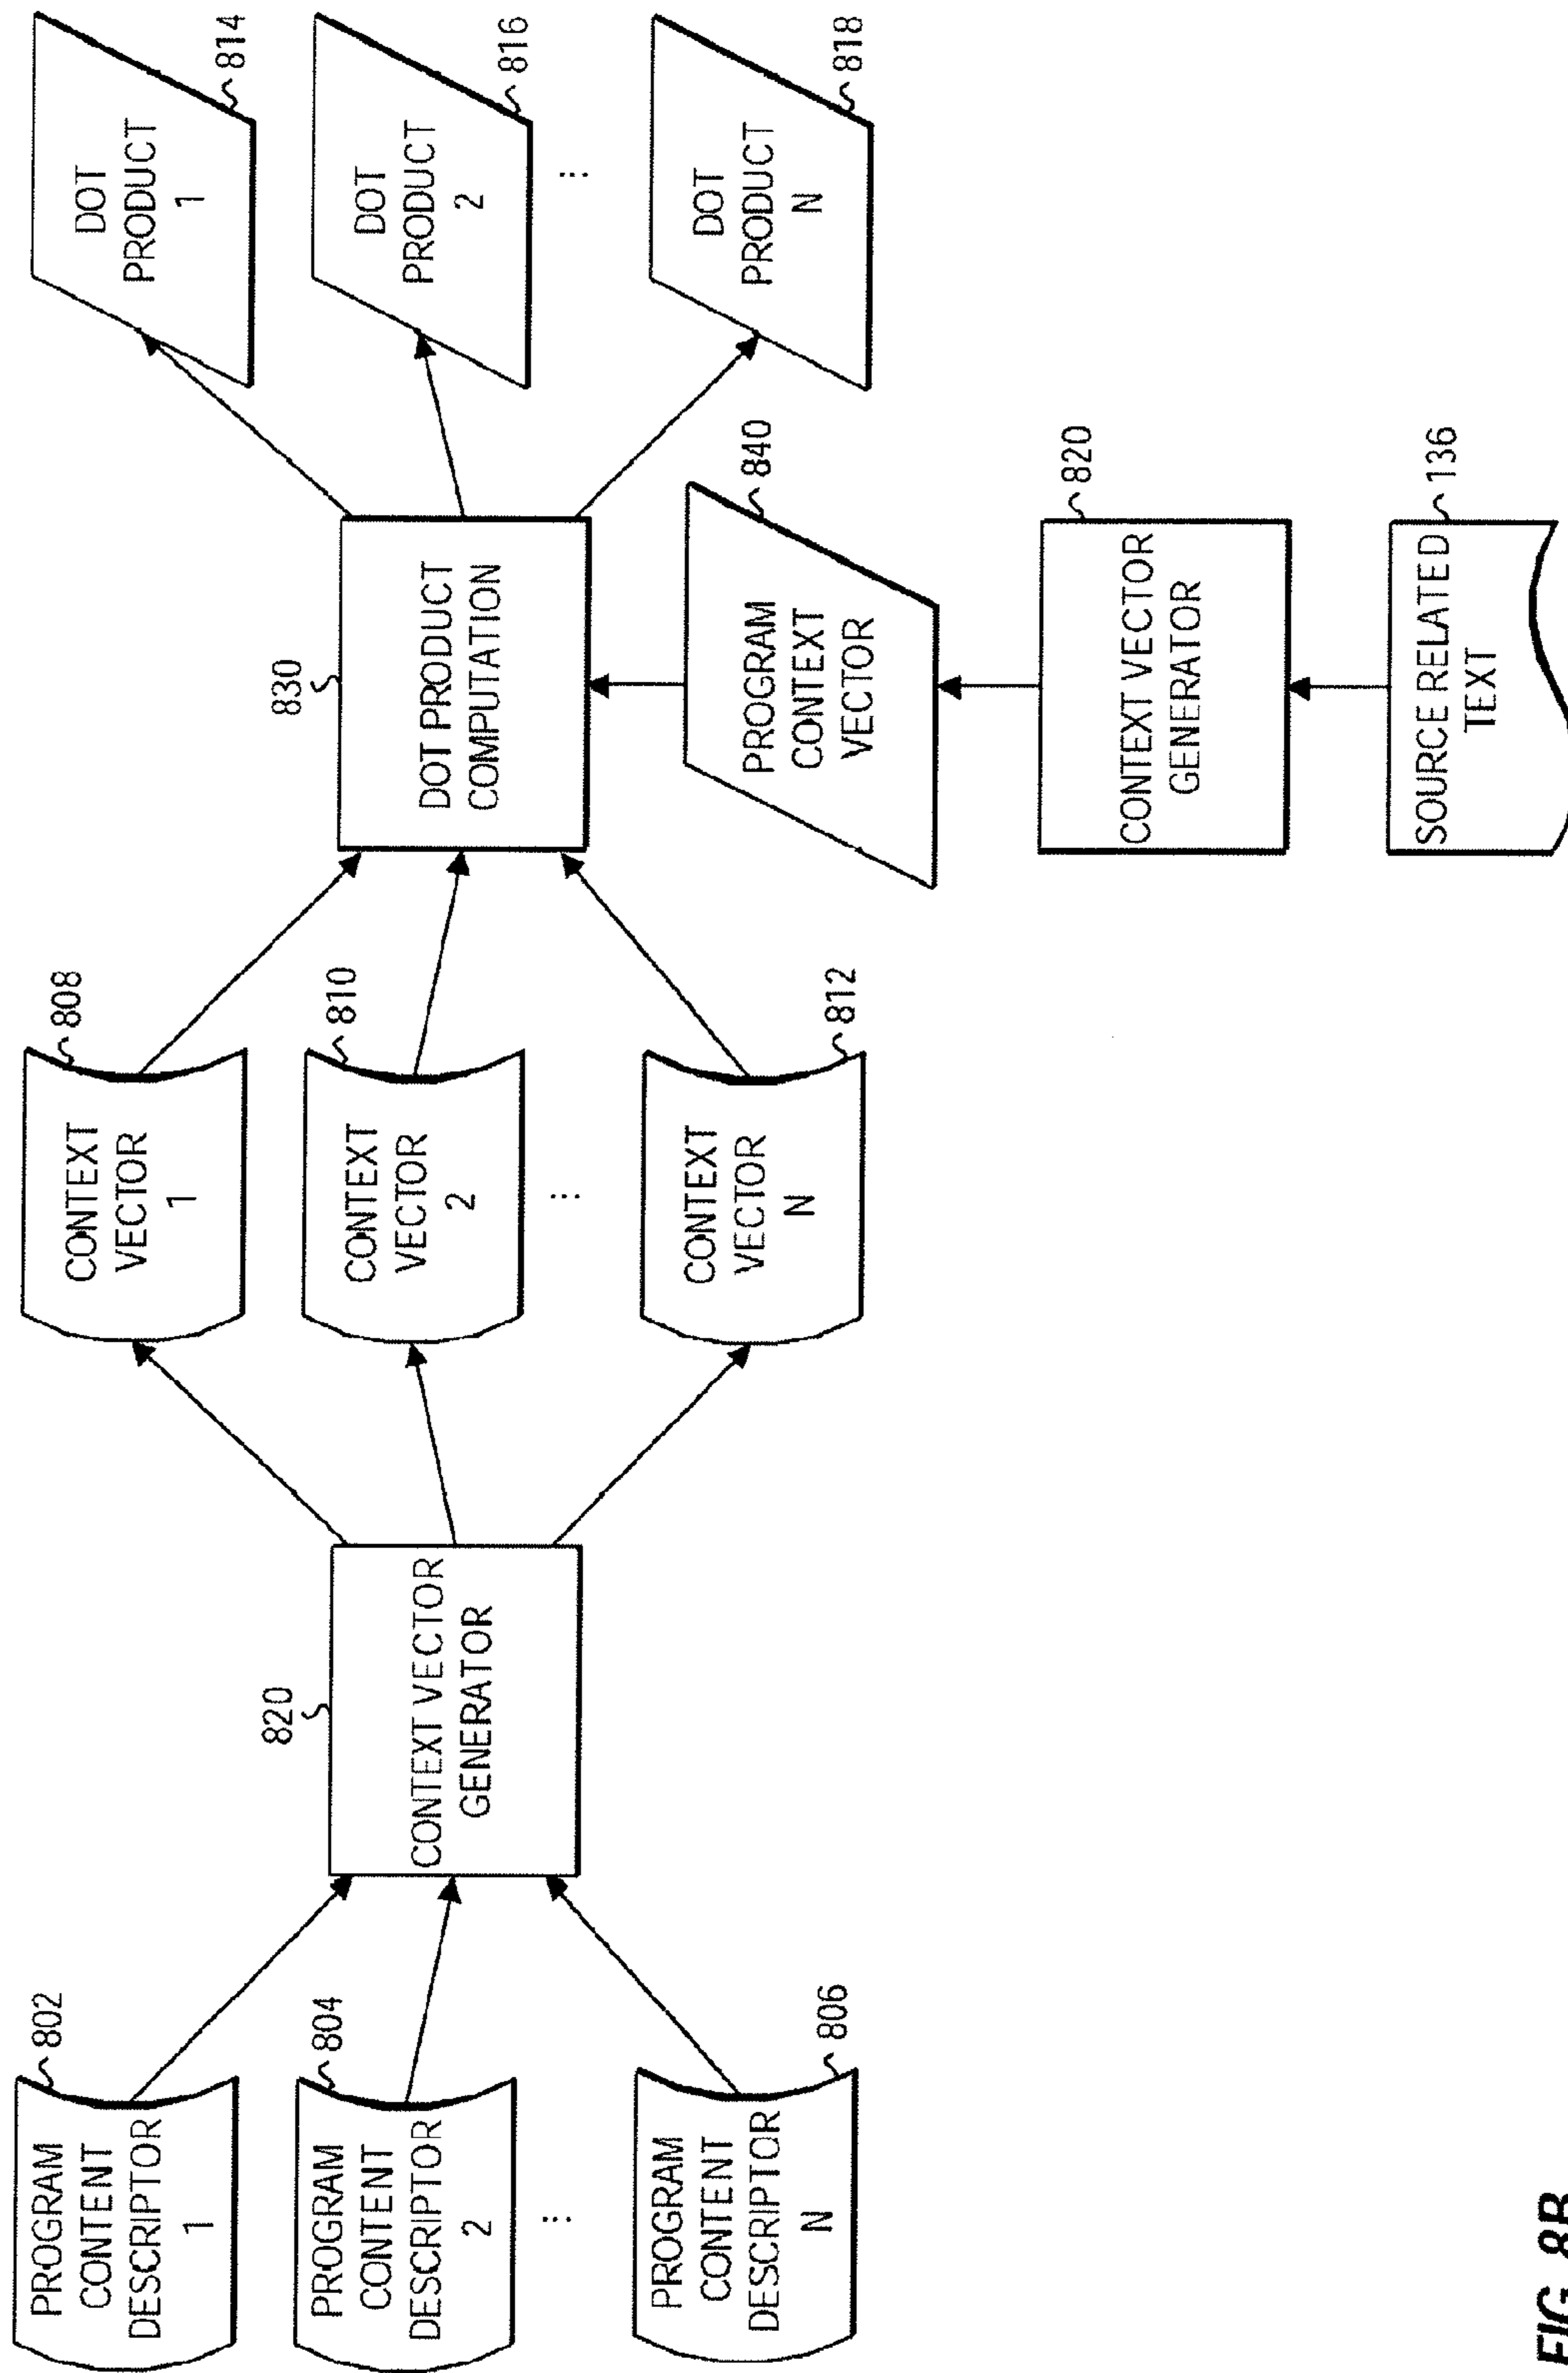 PROGRAM
CONTENT
DESCRIPTOR
1
802
PROGRAM
CONTENT
DESCRIPTOR
2
804
⋮
PROGRAM
CONTENT
DESCRIPTOR
N
806
820
CONTEXT VECTOR
GENERATOR
CONTEXT
VECTOR
1
808
CONTEXT
VECTOR
2
810
⋮
CONTEXT
VECTOR
N
812
830
DOT PRODUCT
COMPUTATION
PROGRAM
CONTEXT
VECTOR
840
CONTEXT VECTOR
GENERATOR
820
SOURCE RELATED
TEXT
136
DOT
PRODUCT
1
814
DOT
PRODUCT
2
816
⋮
DOT
PRODUCT
N
818
FIG. 8B